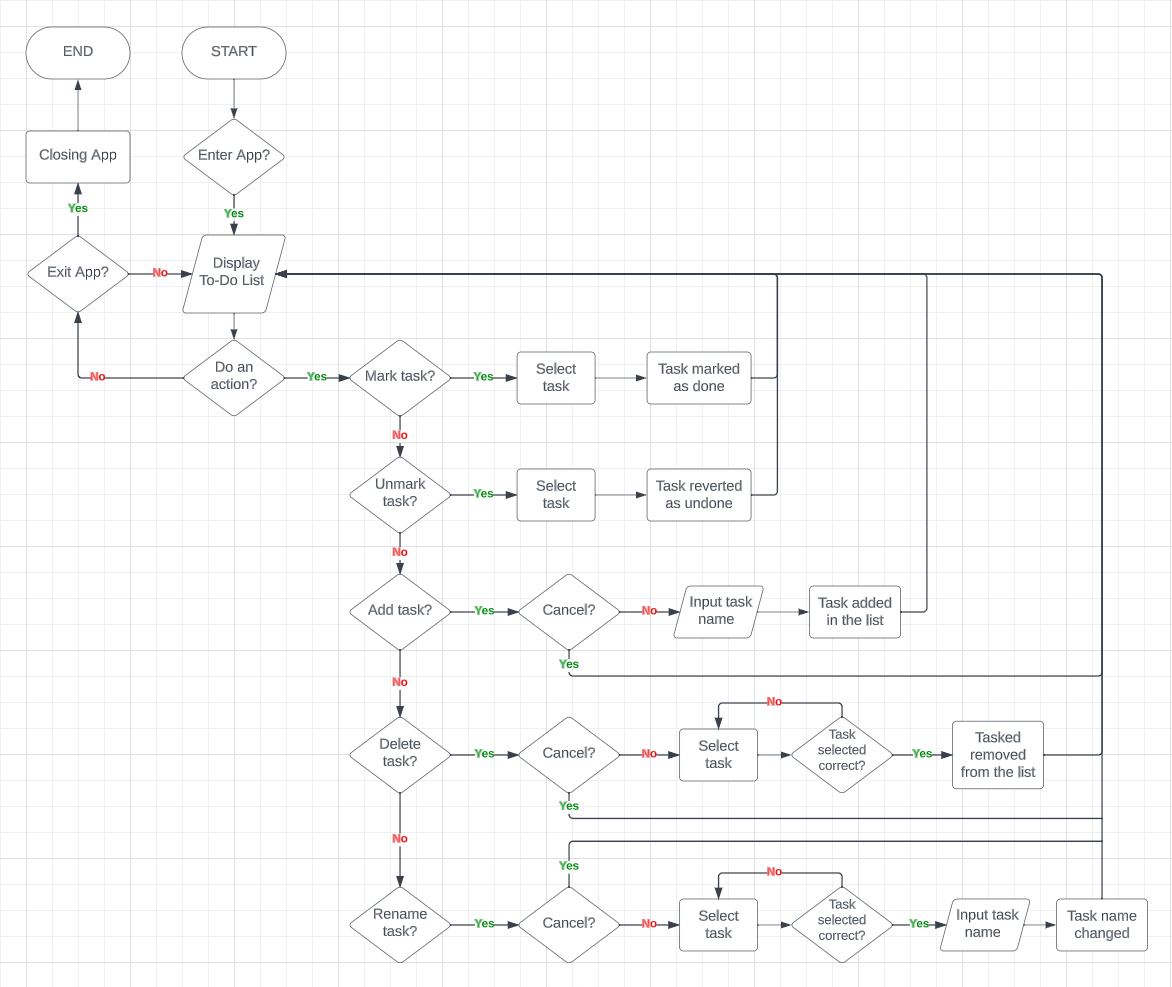 END
START
Closing App
Enter App?
Yes
Yes
Exit App?
No
Display
To-Do List
No
Do an
action?
Yes
Mark task?
Yes
Select
task
Task marked
as done
No
Unmark
task?
Yes
Select
task
Task reverted
as undone
No
Add task?
Yes
Cancel?
No
Input task
name
Task added
in the list
Yes
No
No
Delete
task?
Yes
Cancel?
No
Select
task
Task
selected
correct?
Yes
Tasked
removed
from the list
Yes
No
Yes
No
Rename
task?
Yes
Cancel?
No
Select
task
Task
selected
correct?
Yes
Input task
name
Task name
changed